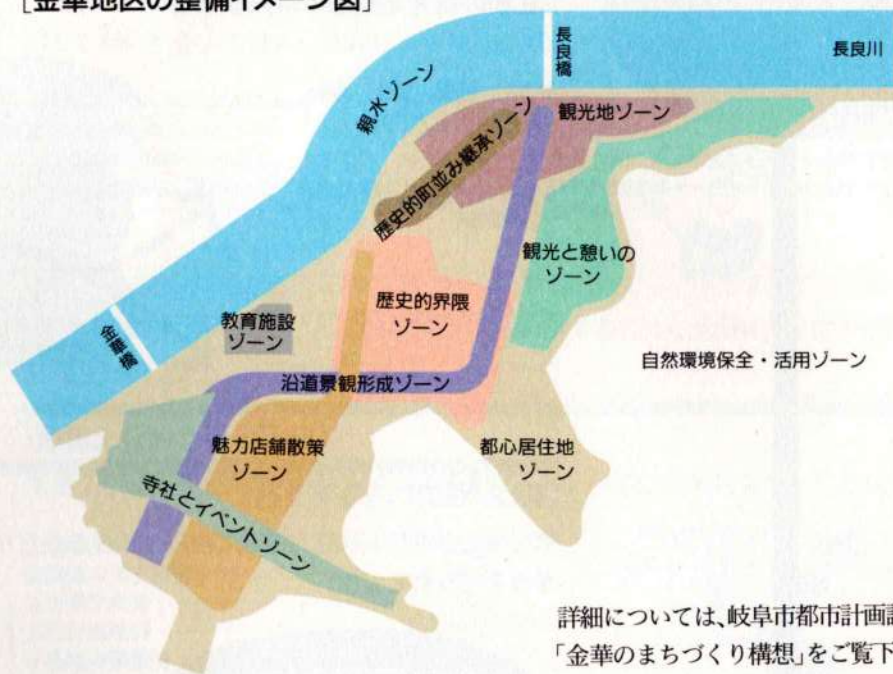 [金華地区の整備イメージ図]
長良橋
長良川
親水ゾーン
観光地ゾーン
歴史的町並み継承ゾーン
観光と憩いの
ゾーン
歴史的界隈
ゾーン
教育施設
ゾーン
金華橋
自然環境保全・活用ゾーン
沿道景観形成ゾーン
魅力店舗散策
ゾーン
都心居住地
ゾーン
寺社とイベントゾーン
詳細については、岐阜市都市計画
「金華のまちづくり構想」をご覧下